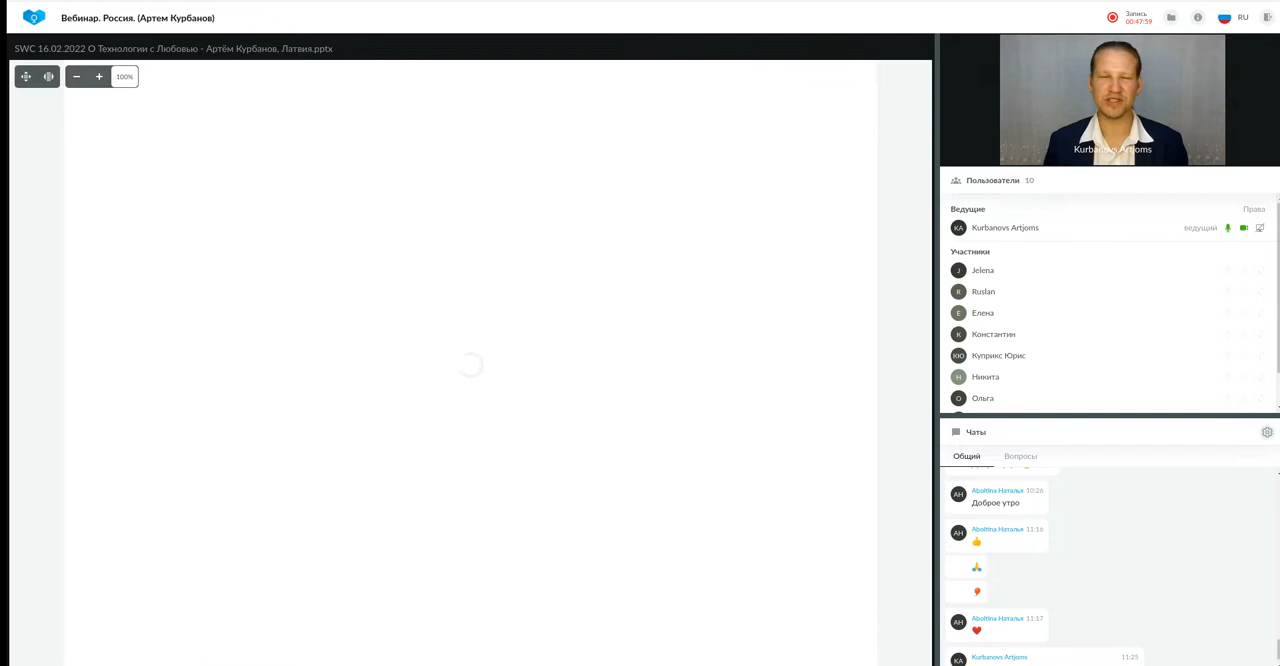 Вебинар. Россия. (Артем Курбанов)
Запись
00:47:59
RU
SWC 16.02.2022 О Технологии с Любовью - Артём Курбанов, Латвия.pptx
100%
Kurbanovs Artjoms
Пользователи 10
Ведущие Права
KA Kurbanovs Artjoms ведущий
Участники
J Jelena
R Ruslan
Е Елена
К Константин
КЮ Куприкс Юрис
Н Никита
О Ольга
Чаты
Общий Вопросы
АН Aboltina Наталья 10:26
Доброе утро
АН Aboltina Наталья 11:16
👍
🙏
🎈
АН Aboltina Наталья 11:17
❤️
KA Kurbanovs Artjoms 11:25